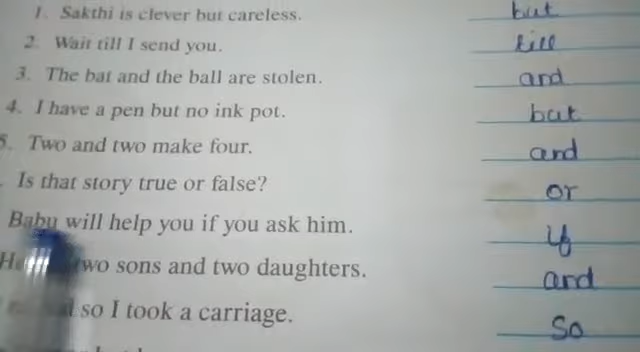 1. Sakthi is clever but careless. but
2. Wait till I send you. till
3. The bat and the ball are stolen. and
4. I have a pen but no ink pot. but
5. Two and two make four. and
Is that story true or false? or
Babu will help you if you ask him. if
two sons and two daughters. and
so I took a carriage. So